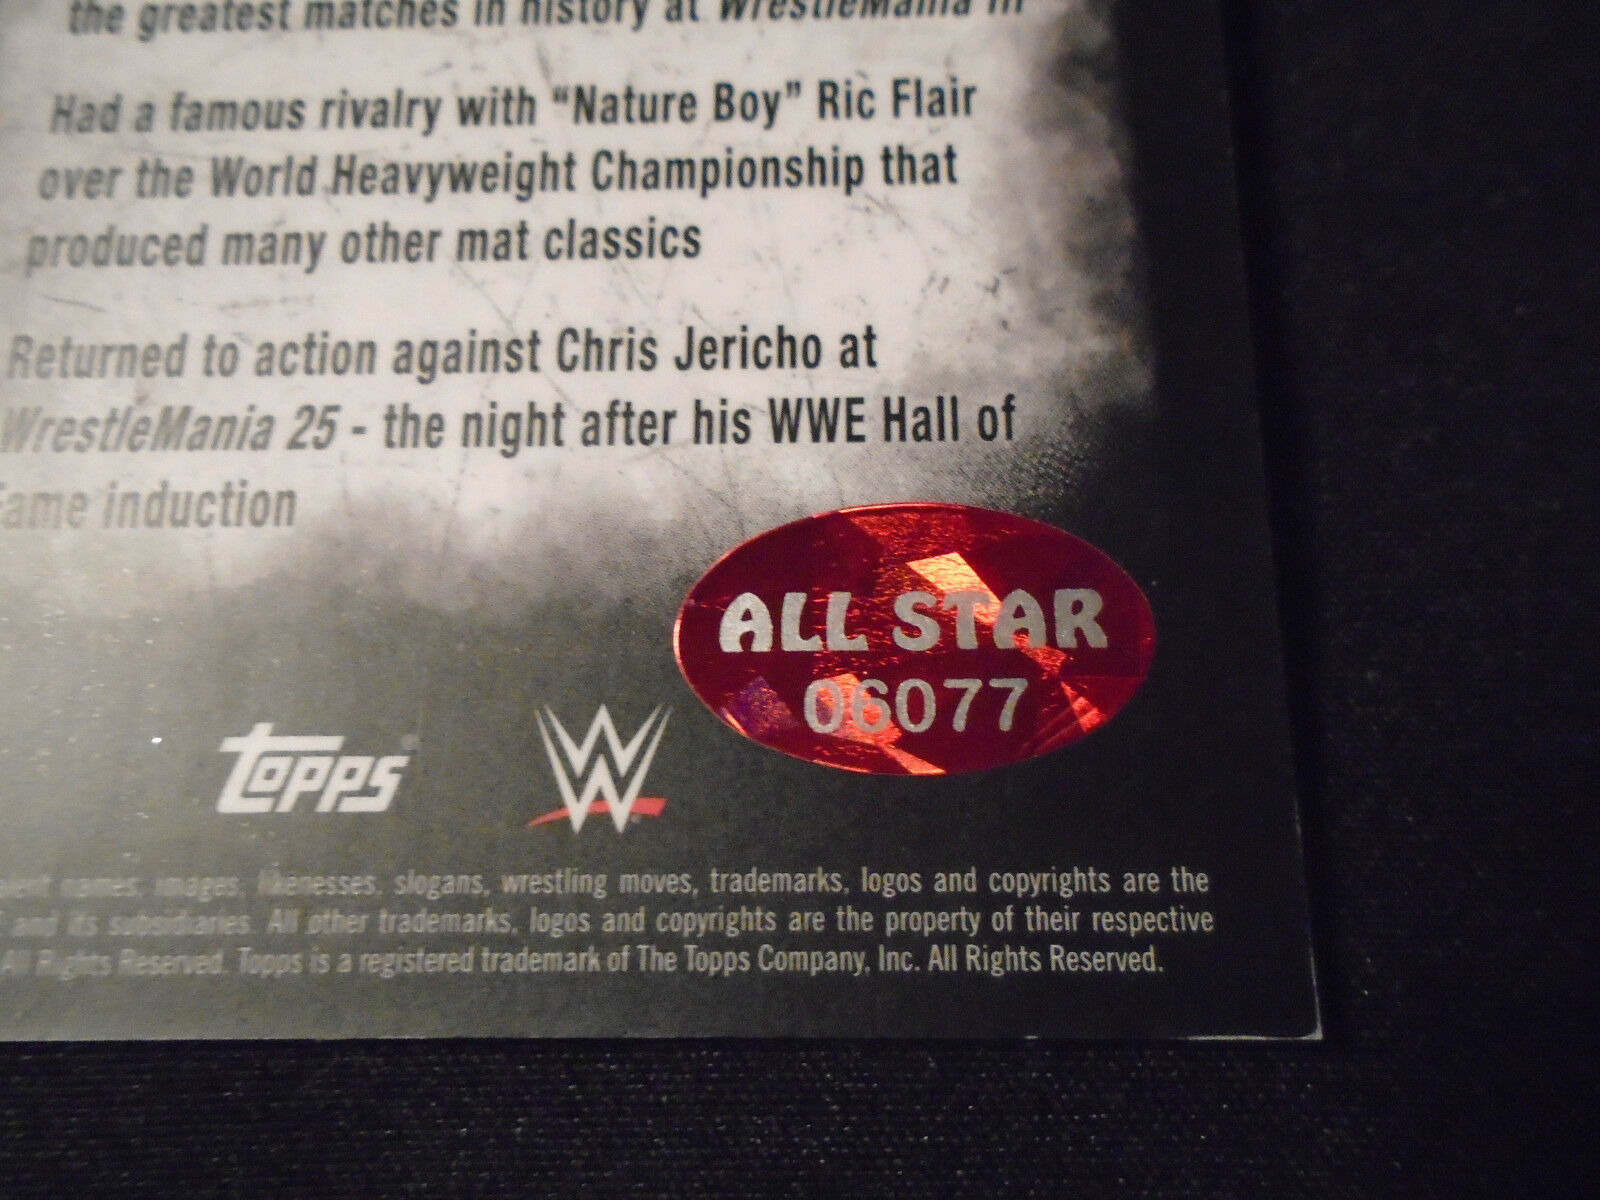 the greatest matches in history at WrestleMania III
Had a famous rivalry with “Nature Boy” Ric Flair
over the World Heavyweight Championship that
produced many other mat classics
Returned to action against Chris Jericho at
WrestleMania 25 - the night after his WWE Hall of
Fame induction
ALL STAR
06077
Topps
W
names, images, likenesses, slogans, wrestling moves, trademarks, logos and copyrights are the
and its subsidiaries. All other trademarks, logos and copyrights are the property of their respective
All Rights Reserved. Topps is a registered trademark of The Topps Company, Inc. All Rights Reserved.